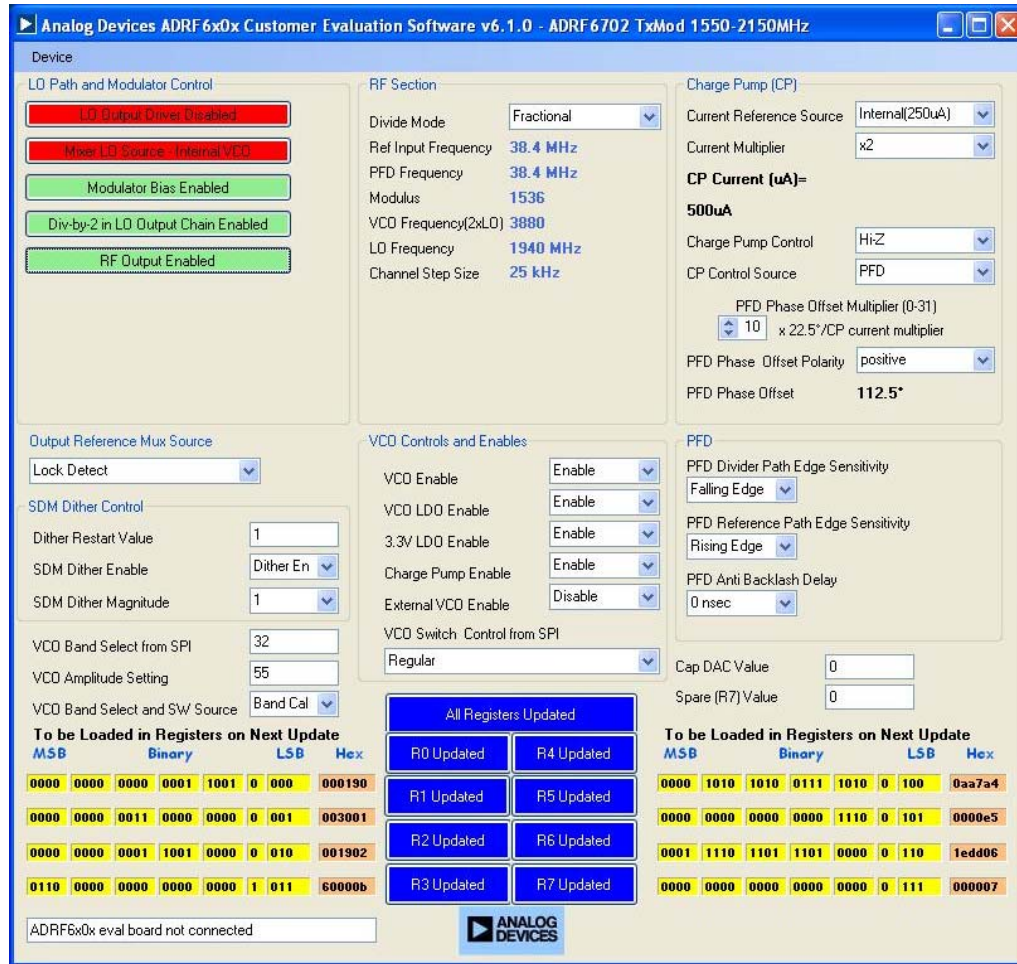 Analog Devices ADRF6x0x Customer Evaluation Software v6.1.0 - ADRF6702 TxMod 1550-2150MHz
Device
LO Path and Modulator Control
LO Output Driver Disabled
Mixer LO Source - Internal VCO
Modulator Bias Enabled
Div-by-2 in LO Output Chain Enabled
RF Output Enabled
RF Section
Divide Mode Fractional
Ref Input Frequency 38.4 MHz
PFD Frequency 38.4 MHz
Modulus 1536
VCO Frequency(2xLO) 3880
LO Frequency 1940 MHz
Channel Step Size 25 kHz
Charge Pump (CP)
Current Reference Source Internal(250uA)
Current Multiplier x2
CP Current (uA)=
500uA
Charge Pump Control Hi-Z
CP Control Source PFD
PFD Phase Offset Multiplier (0-31)
10 x 22.5°/CP current multiplier
PFD Phase Offset Polarity positive
PFD Phase Offset 112.5°
Output Reference Mux Source
Lock Detect
SDM Dither Control
Dither Restart Value 1
SDM Dither Enable Dither En
SDM Dither Magnitude 1
VCO Band Select from SPI 32
VCO Amplitude Setting 55
VCO Band Select and SW Source Band Cal
VCO Controls and Enables
VCO Enable Enable
VCO LDO Enable Enable
3.3V LDO Enable Enable
Charge Pump Enable Enable
External VCO Enable Disable
VCO Switch Control from SPI
Regular
PFD
PFD Divider Path Edge Sensitivity
Falling Edge
PFD Reference Path Edge Sensitivity
Rising Edge
PFD Anti Backlash Delay
0 nsec
Cap DAC Value 0
Spare (R7) Value 0
To be Loaded in Registers on Next Update
MSB Binary LSB Hex
0000 0000 0000 0001 1001 0 000 000190
0000 0000 0011 0000 0000 0 001 003001
0000 0000 0001 1001 0000 0 010 001902
0110 0000 0000 0000 0000 1 011 60000b
All Registers Updated
R0 Updated R4 Updated
R1 Updated R5 Updated
R2 Updated R6 Updated
R3 Updated R7 Updated
To be Loaded in Registers on Next Update
MSB Binary LSB Hex
0000 1010 1010 0111 1010 0 100 0aa7a4
0000 0000 0000 0000 1110 0 101 0000e5
0001 1110 1101 1101 0000 0 110 1edd06
0000 0000 0000 0000 0000 0 111 000007
ADRF6x0x eval board not connected
ANALOG
DEVICES